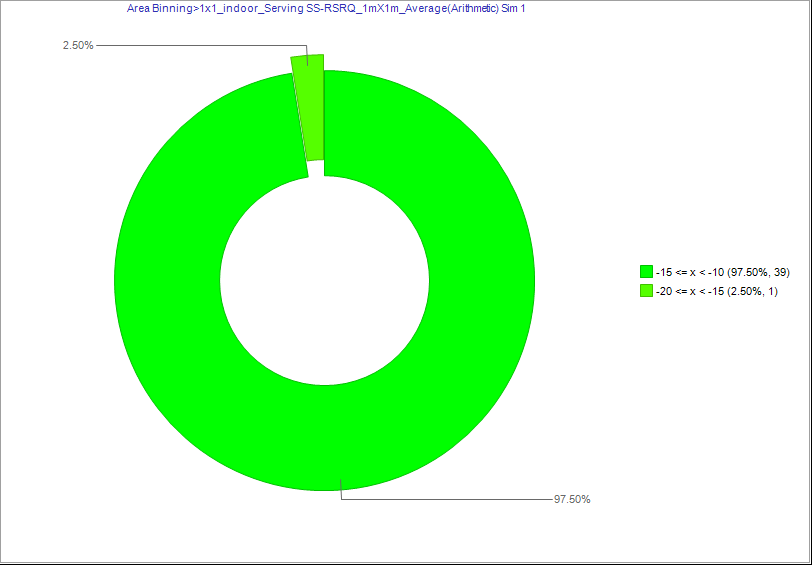 Area Binning>1x1_indoor_Serving SS-RSRQ_1mX1m_Average(Arithmetic) Sim 1
2.50%
-15 <= x < -10 (97.50%, 39)
-20 <= x < -15 (2.50%, 1)
97.50%